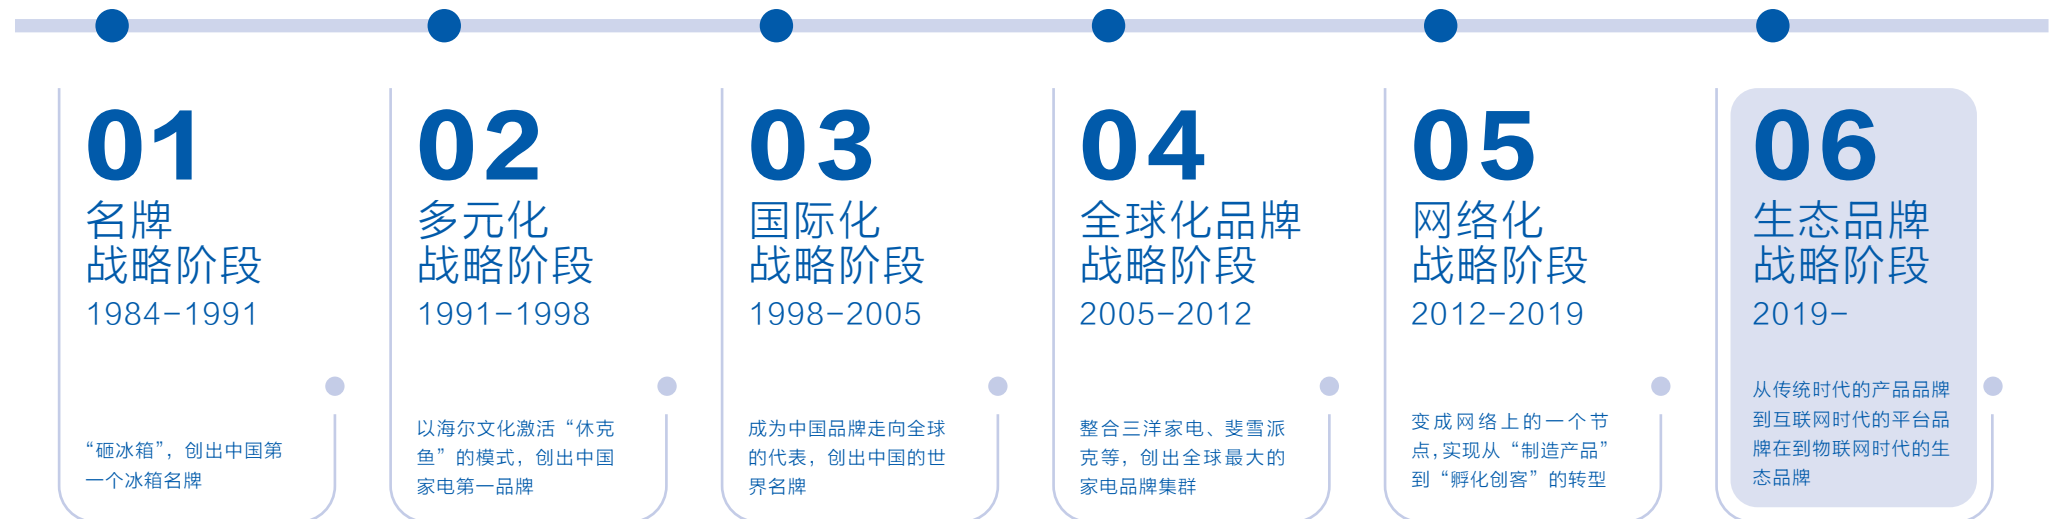 01
名牌
战略阶段
1984-1991
“砸冰箱”，创出中国第
一个冰箱名牌
02
多元化
战略阶段
1991-1998
以海尔文化激活“休克
鱼”的模式，创出中国
家电第一品牌
03
国际化
战略阶段
1998-2005
成为中国品牌走向全球
的代表，创出中国的世
界名牌
04
全球化品牌
战略阶段
2005-2012
整合三洋家电、斐雪派
克等，创出全球最大的
家电品牌集群
05
网络化
战略阶段
2012-2019
变成网络上的一个节
点,实现从“制造产品”
到“孵化创客”的转型
06
生态品牌
战略阶段
2019-
从传统时代的产品品牌
到互联网时代的平台品
牌在到物联网时代的生
态品牌